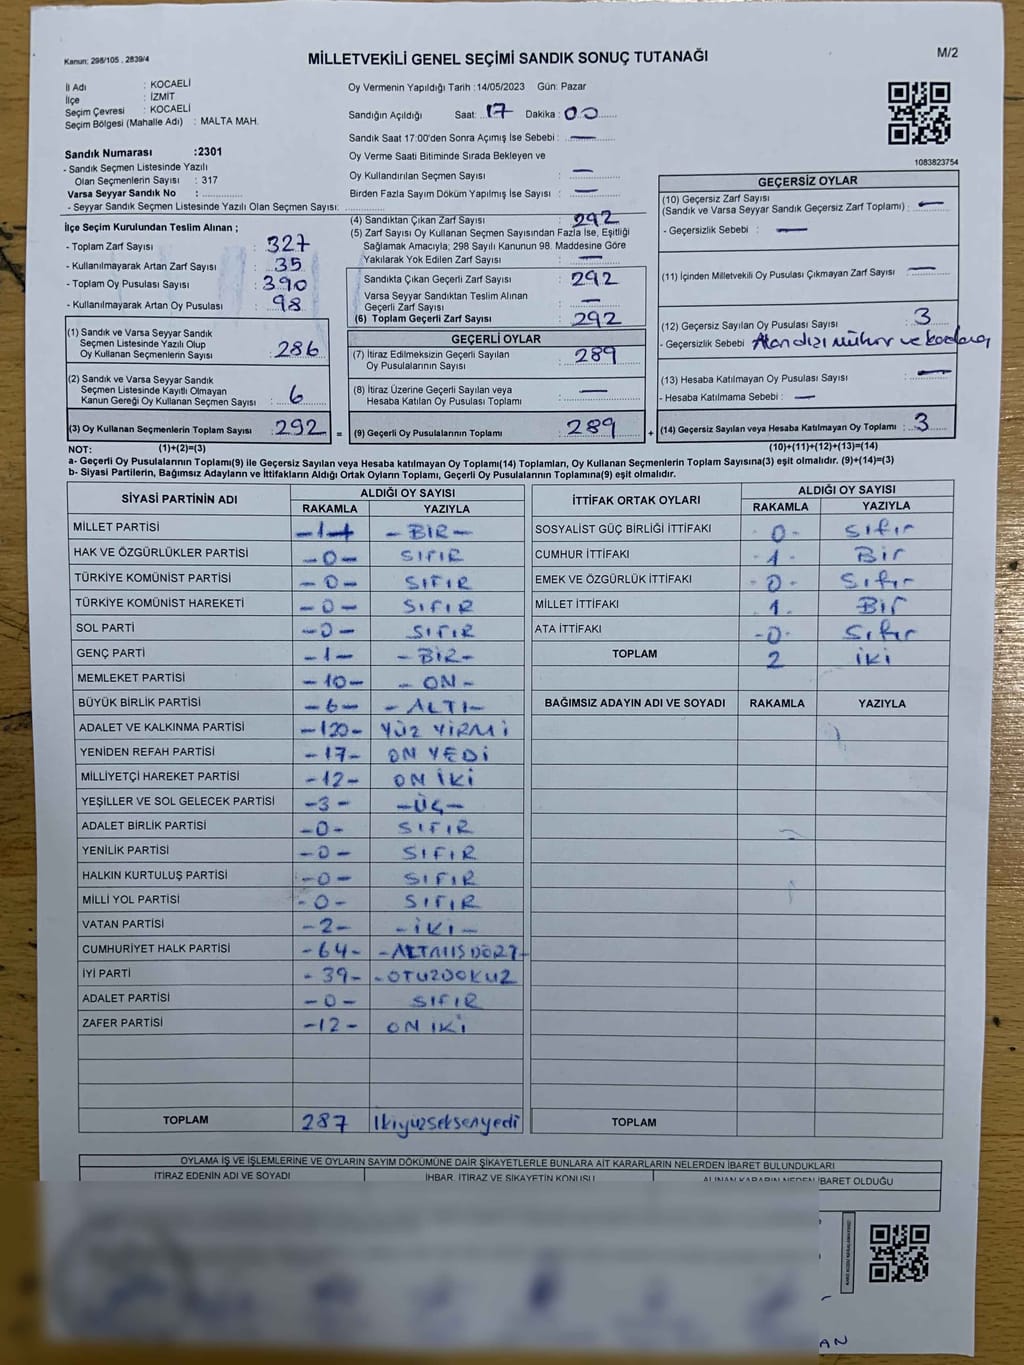 Kanun: 298/105 , 2839/4
MİLLETVEKİLİ GENEL SEÇİMİ SANDIK SONUÇ TUTANAĞI
M/2
İl Adı : KOCAELİ
İlçe : İZMİT
Seçim Çevresi : KOCAELİ
Seçim Bölgesi (Mahalle Adı) : MALTA MAH.
Sandık Numarası :2301
- Sandık Seçmen Listesinde Yazılı
Olan Seçmenlerin Sayısı : 317
Varsa Seyyar Sandık No :
- Seyyar Sandık Seçmen Listesinde Yazılı Olan Seçmen Sayısı:
Oy Vermenin Yapıldığı Tarih :14/05/2023 Gün: Pazar
Sandığın Açıldığı Saat: 17 Dakika : 00
Sandık Saat 17:00'den Sonra Açımış İse Sebebi : —
Oy Verme Saati Bitiminde Sırada Bekleyen ve
Oy Kullandırılan Seçmen Sayısı : —
Birden Fazla Sayım Döküm Yapılmış İse Sayısı : —
1083823754
İlçe Seçim Kurulundan Teslim Alınan ;
- Toplam Zarf Sayısı : 327
- Kullanılmayarak Artan Zarf Sayısı : 35
- Toplam Oy Pusulası Sayısı : 390
- Kullanılmayarak Artan Oy Pusulası : 98
(1) Sandık ve Varsa Seyyar Sandık
Seçmen Listesinde Yazılı Olup
Oy Kullanan Seçmenlerin Sayısı : 286
(2) Sandık ve Varsa Seyyar Sandık
Seçmen Listesinde Kayıtlı Olmayan
Kanun Gereği Oy Kullanan Seçmen Sayısı : 6
(3) Oy Kullanan Seçmenlerin Toplam Sayısı : 292 =
(4) Sandıktan Çıkan Zarf Sayısı : 292
(5) Zarf Sayısı Oy Kullanan Seçmen Sayısından Fazla İse, Eşitliği
Sağlamak Amacıyla; 298 Sayılı Kanunun 98. Maddesine Göre
Yakılarak Yok Edilen Zarf Sayısı : —
Sandıkta Çıkan Geçerli Zarf Sayısı : 292
Varsa Seyyar Sandıktan Teslim Alınan
Geçerli Zarf Sayısı : —
(6) Toplam Geçerli Zarf Sayısı : 292
GEÇERLİ OYLAR
(7) İtiraz Edilmeksizin Geçerli Sayılan
Oy Pusulalarının Sayısı : 289
(8) İtiraz Üzerine Geçerli Sayılan veya
Hesaba Katılan Oy Pusulası Toplamı : —
(9) Geçerli Oy Pusulalarının Toplamı : 289 +
GEÇERSİZ OYLAR
(10) Geçersiz Zarf Sayısı
(Sandık ve Varsa Seyyar Sandık Geçersiz Zarf Toplamı) : —
- Geçersizlik Sebebi : —
(11) İçinden Milletvekili Oy Pusulası Çıkmayan Zarf Sayısı : —
(12) Geçersiz Sayılan Oy Pusulası Sayısı : 3
- Geçersizlik Sebebi : Alan dışı mühür ve
(13) Hesaba Katılmayan Oy Pusulası Sayısı : —
- Hesaba Katılmama Sebebi : —
(14) Geçersiz Sayılan veya Hesaba Katılmayan Oy Toplamı : 3
NOT: (1)+(2)=(3) (10)+(11)+(12)+(13)=(14)
a- Geçerli Oy Pusulalarının Toplamı(9) ile Geçersiz Sayılan veya Hesaba katılmayan Oy Toplamı(14) Toplamları, Oy Kullanan Seçmenlerin Toplam Sayısına(3) eşit olmalıdır. (9)+(14)=(3)
b- Siyasi Partilerin, Bağımsız Adayların ve İttifakların Aldığı Ortak Oyların Toplamı, Geçerli Oy Pusulalarının Toplamına(9) eşit olmalıdır.
SİYASİ PARTİNİN ADI ALDIĞI OY SAYISI
RAKAMLA YAZIYLA
MİLLET PARTİSİ -1- -BİR-
HAK VE ÖZGÜRLÜKLER PARTİSİ -0- SIFIR
TÜRKİYE KOMÜNİST PARTİSİ -0- SIFIR
TÜRKİYE KOMÜNİST HAREKETİ -0- SIFIR
SOL PARTİ -0- SIFIR
GENÇ PARTİ -1- -BİR-
MEMLEKET PARTİSİ -10- -ON-
BÜYÜK BİRLİK PARTİSİ -6- -ALTI-
ADALET VE KALKINMA PARTİSİ -120- YÜZ YİRMİ
YENİDEN REFAH PARTİSİ -17- ON YEDİ
MİLLİYETÇİ HAREKET PARTİSİ -12- ON İKİ
YEŞİLLER VE SOL GELECEK PARTİSİ -3- -ÜÇ-
ADALET BİRLİK PARTİSİ -0- SIFIR
YENİLİK PARTİSİ -0- SIFIR
HALKIN KURTULUŞ PARTİSİ -0- SIFIR
MİLLİ YOL PARTİSİ -0- SIFIR
VATAN PARTİSİ -2- -İKİ-
CUMHURİYET HALK PARTİSİ -64- -ALTMIŞDÖRT-
İYİ PARTİ -39- -OTUZDOKUZ
ADALET PARTİSİ -0- SIFIR
ZAFER PARTİSİ -12- ON İKİ
TOPLAM 287 İkiyüzseksenyedi
İTTİFAK ORTAK OYLARI ALDIĞI OY SAYISI
RAKAMLA YAZIYLA
SOSYALİST GÜÇ BİRLİĞİ İTTİFAKI -0- Sıfır
CUMHUR İTTİFAKI -1- Bir
EMEK VE ÖZGÜRLÜK İTTİFAKI -0- Sıfır
MİLLET İTTİFAKI 1. Bir
ATA İTTİFAKI -0- Sıfır
TOPLAM 2 İKİ
BAĞIMSIZ ADAYIN ADI VE SOYADI RAKAMLA YAZIYLA
TOPLAM
OYLAMA İŞ VE İŞLEMLERİNE VE OYLARIN SAYIM DÖKÜMÜNE DAİR ŞİKAYETLERLE BUNLARA AİT KARARLARIN NELERDEN İBARET BULUNDUKLARI
İTİRAZ EDENİN ADI VE SOYADI İHBAR, İTİRAZ VE ŞİKAYETİN KONUSU ALINAN KARARIN NEDEN İBARET OLDUĞU